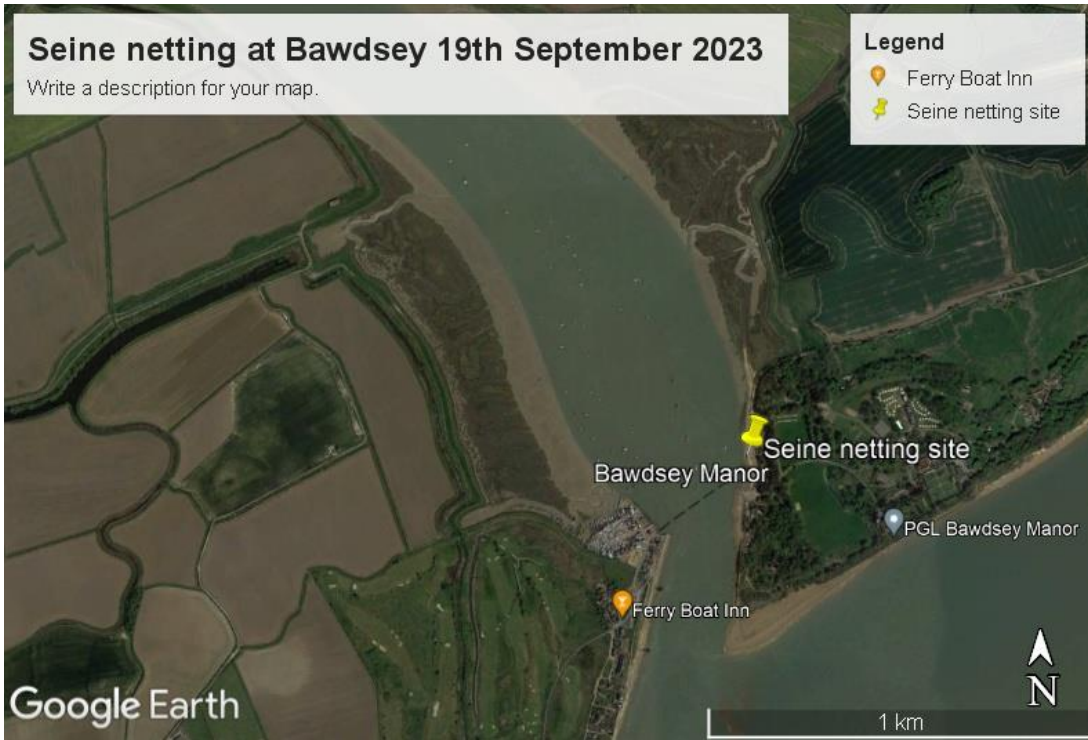 Seine netting at Bawdsey 19th September 2023
Write a description for your map.
Legend
Ferry Boat Inn
Seine netting site
Seine netting site
Bawdsey Manor
PGL Bawdsey Manor
Ferry Boat Inn
N
Google Earth
1 km